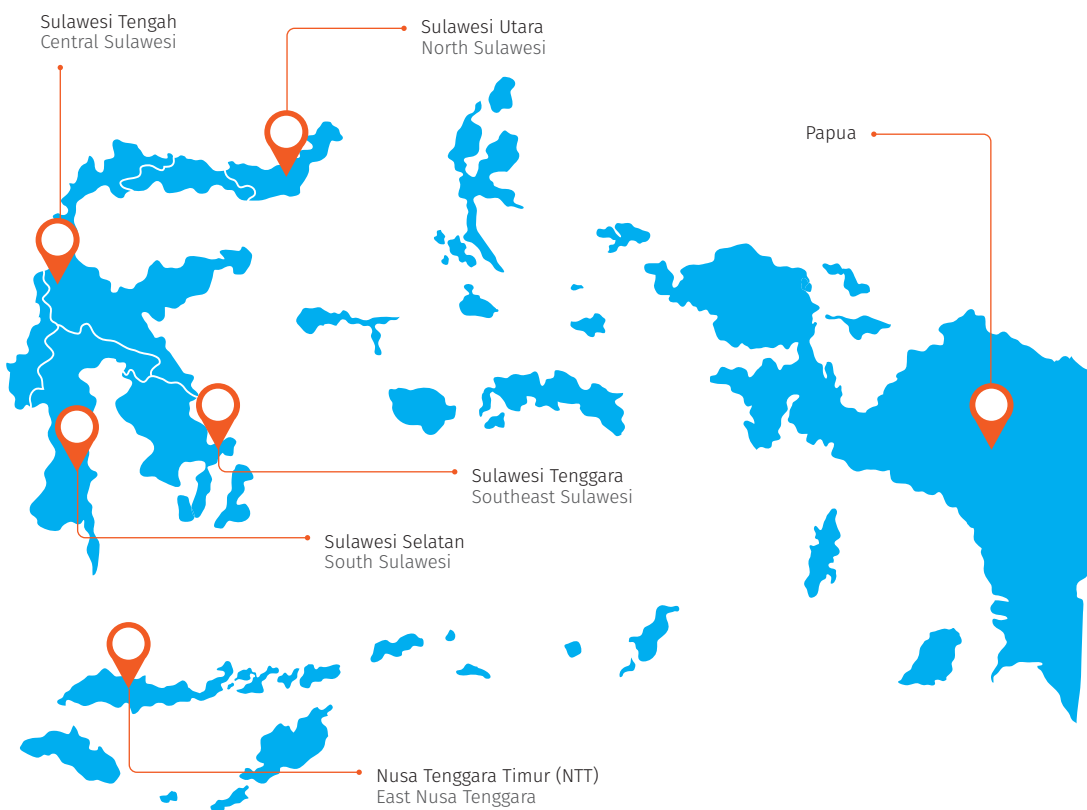 Sulawesi Tengah
Central Sulawesi
Sulawesi Utara
North Sulawesi
Papua
Sulawesi Tenggara
Southeast Sulawesi
Sulawesi Selatan
South Sulawesi
Nusa Tenggara Timur (NTT)
East Nusa Tenggara